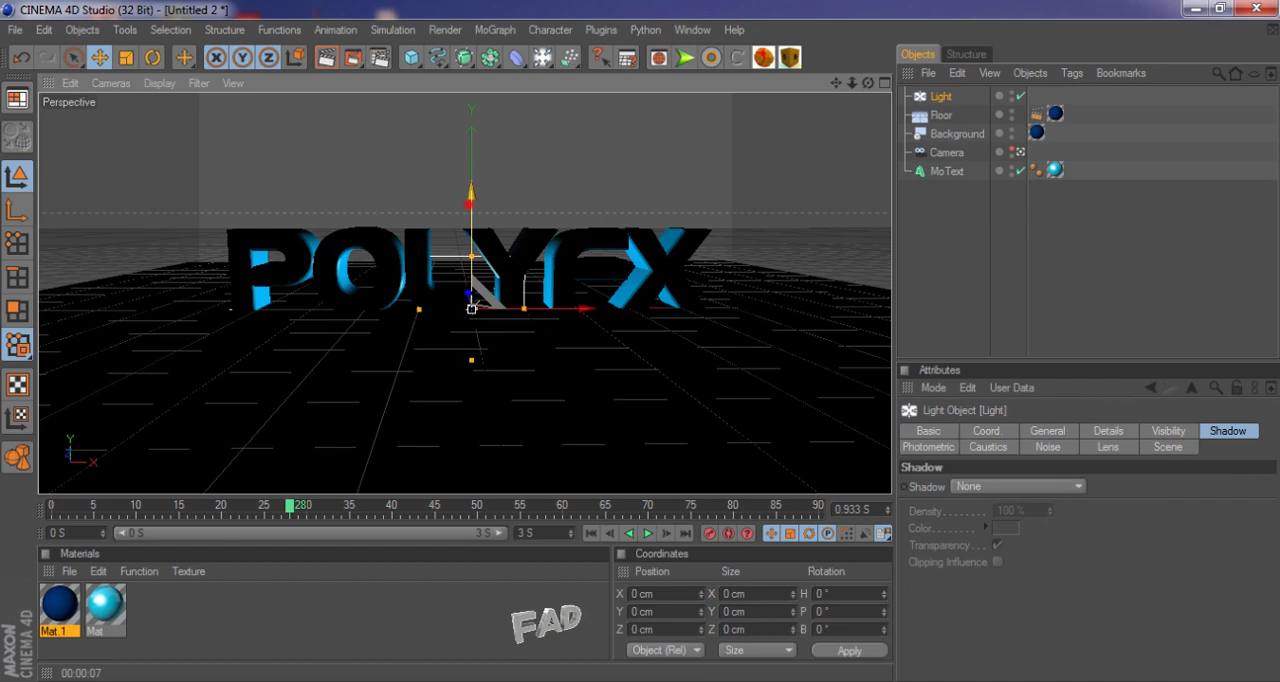 CINEMA 4D Studio (32 Bit) - [Untitled 2 *]
File Edit Objects Tools Selection Structure Functions Animation Simulation Render MoGraph Character Plugins Python Window Help
Edit Cameras Display Filter View
Perspective
Y
POLYFX
Y
X
0 5 10 15 20 25 280 35 40 45 50 55 60 65 70 75 80 85 90 0.933 S
0 S 0 S 3 S 3 S
Materials
File Edit Function Texture
Mat.1 Mat
FAD
MAXON
CINEMA 4D
00:00:07
Coordinates
Position Size Rotation
X 0 cm X 0 cm H 0 °
Y 0 cm Y 0 cm P 0 °
Z 0 cm Z 0 cm B 0 °
Object (Rel) Size Apply
Objects Structure
File Edit View Objects Tags Bookmarks
Light
Floor
Background
Camera
MoText
Attributes
Mode Edit User Data
Light Object [Light]
Basic Coord. General Details Visibility Shadow
Photometric Caustics Noise Lens Scene
Shadow
Shadow None
Density 100 %
Color
Transparency
Clipping Influence